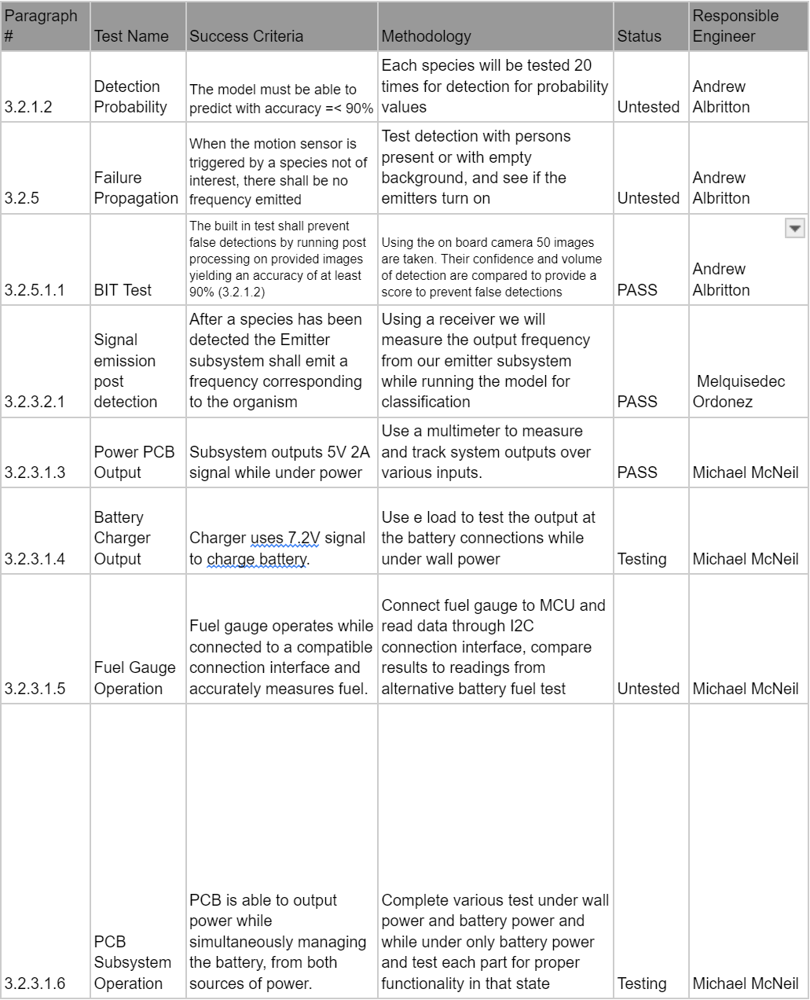 Paragraph
#
Test Name
Success Criteria
Methodology
Status
Responsible
Engineer
3.2.1.2
Detection
Probability
The model must be able to
predict with accuracy =< 90%
Each species will be tested 20
times for detection for probability
values
Untested
Andrew
Albritton
3.2.5
Failure
Propagation
When the motion sensor is
triggered by a species not of
interest, there shall be no
frequency emitted
Test detection with persons
present or with empty
background, and see if the
emitters turn on
Untested
Andrew
Albritton
3.2.5.1.1
BIT Test
The built in test shall prevent
false detections by running post
processing on provided images
yielding an accuracy of at least
90% (3.2.1.2)
Using the on board camera 50 images
are taken. Their confidence and volume
of detection are compared to provide a
score to prevent false detections
PASS
Andrew
Albritton
3.2.3.2.1
Signal
emission
post
detection
After a species has been
detected the Emitter
subsystem shall emit a
frequency corresponding
to the organism
Using a receiver we will
measure the output frequency
from our emitter subsystem
while running the model for
classification
PASS
Melquisedec
Ordonez
3.2.3.1.3
Power PCB
Output
Subsystem outputs 5V 2A
signal while under power
Use a multimeter to measure
and track system outputs over
various inputs.
PASS
Michael McNeil
3.2.3.1.4
Battery
Charger
Output
Charger uses 7.2V signal
to charge battery.
Use e load to test the output at
the battery connections while
under wall power
Testing
Michael McNeil
3.2.3.1.5
Fuel Gauge
Operation
Fuel gauge operates while
connected to a compatible
connection interface and
accurately measures fuel.
Connect fuel gauge to MCU and
read data through I2C
connection interface, compare
results to readings from
alternative battery fuel test
Untested
Michael McNeil
3.2.3.1.6
PCB
Subsystem
Operation
PCB is able to output
power while
simultaneously managing
the battery, from both
sources of power.
Complete various test under wall
power and battery power and
while under only battery power
and test each part for proper
functionality in that state
Testing
Michael McNeil